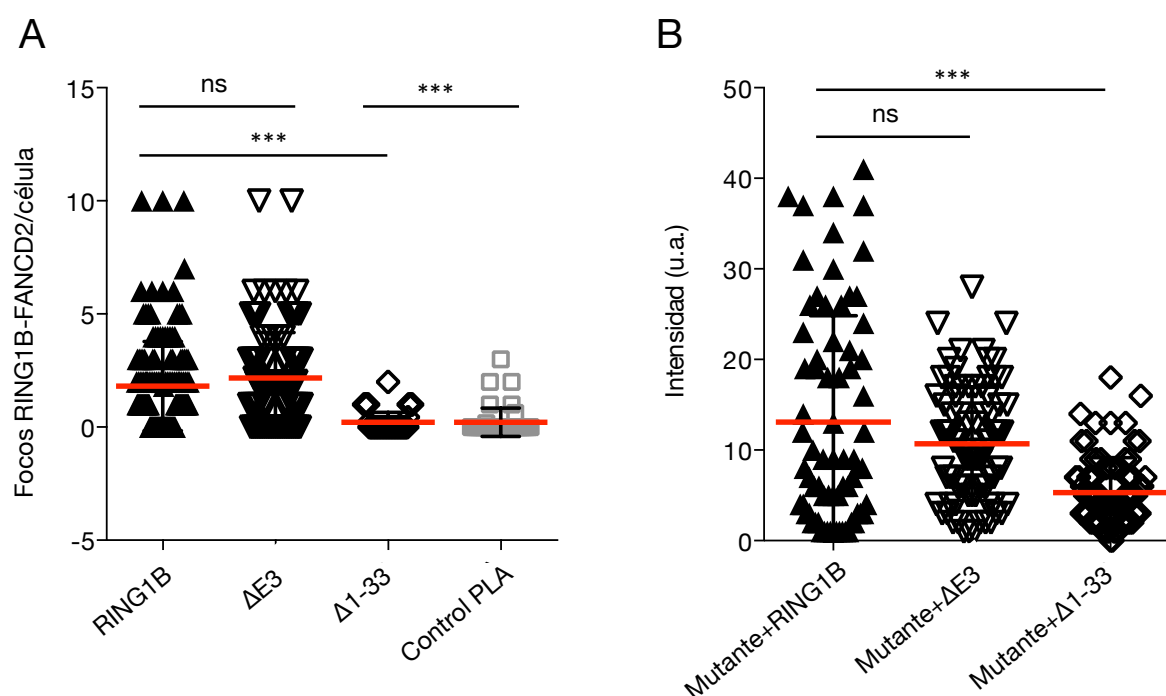 A
Focos RING1B-FANCD2/célula
15
10
5
0
-5
ns
***
***
RING1B
ΔE3
Δ1-33
Control PLÀ
B
Intensidad (u.a.)
50
40
30
20
10
0
***
ns
Mutante+RING1B
Mutante+ΔE3
Mutante+Δ1-33